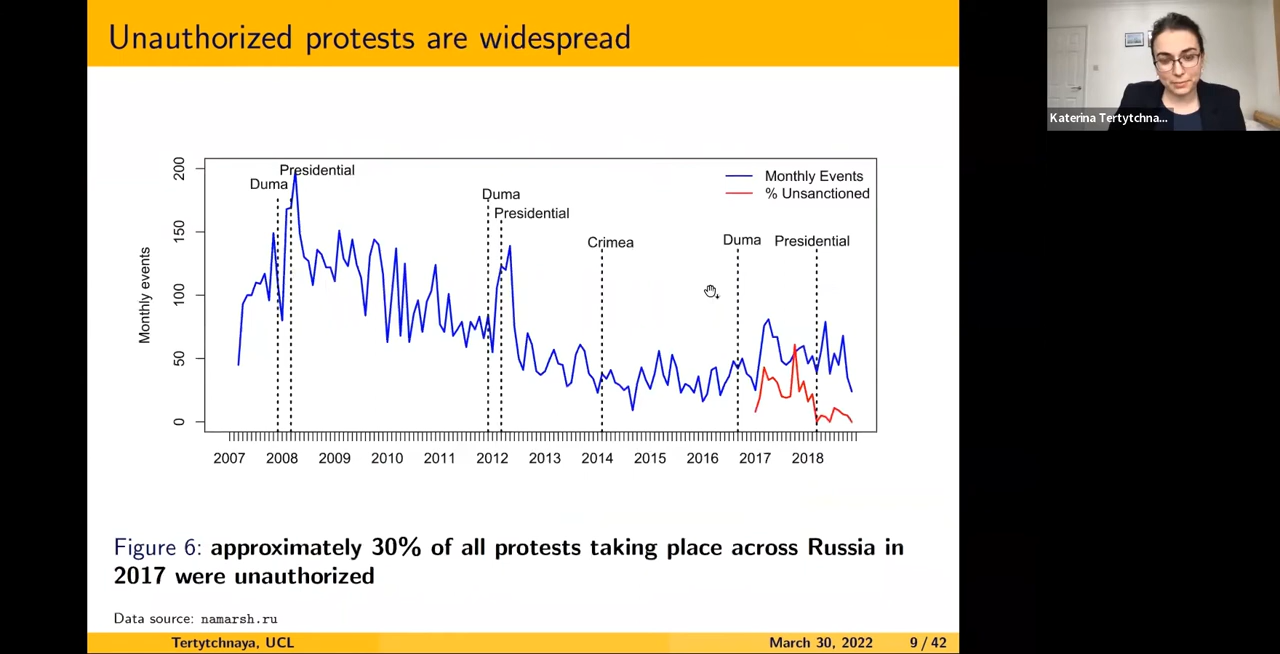 Unauthorized protests are widespread
Katerina Tertytchna...
200
150
100
50
0
Monthly events
Duma
Presidential
Duma
Presidential
Crimea
Duma
Presidential
Monthly Events
% Unsanctioned
2007 2008 2009 2010 2011 2012 2013 2014 2015 2016 2017 2018
Figure 6: approximately 30% of all protests taking place across Russia in
2017 were unauthorized
Data source: namarsh.ru
Tertytchnaya, UCL March 30, 2022 9 / 42